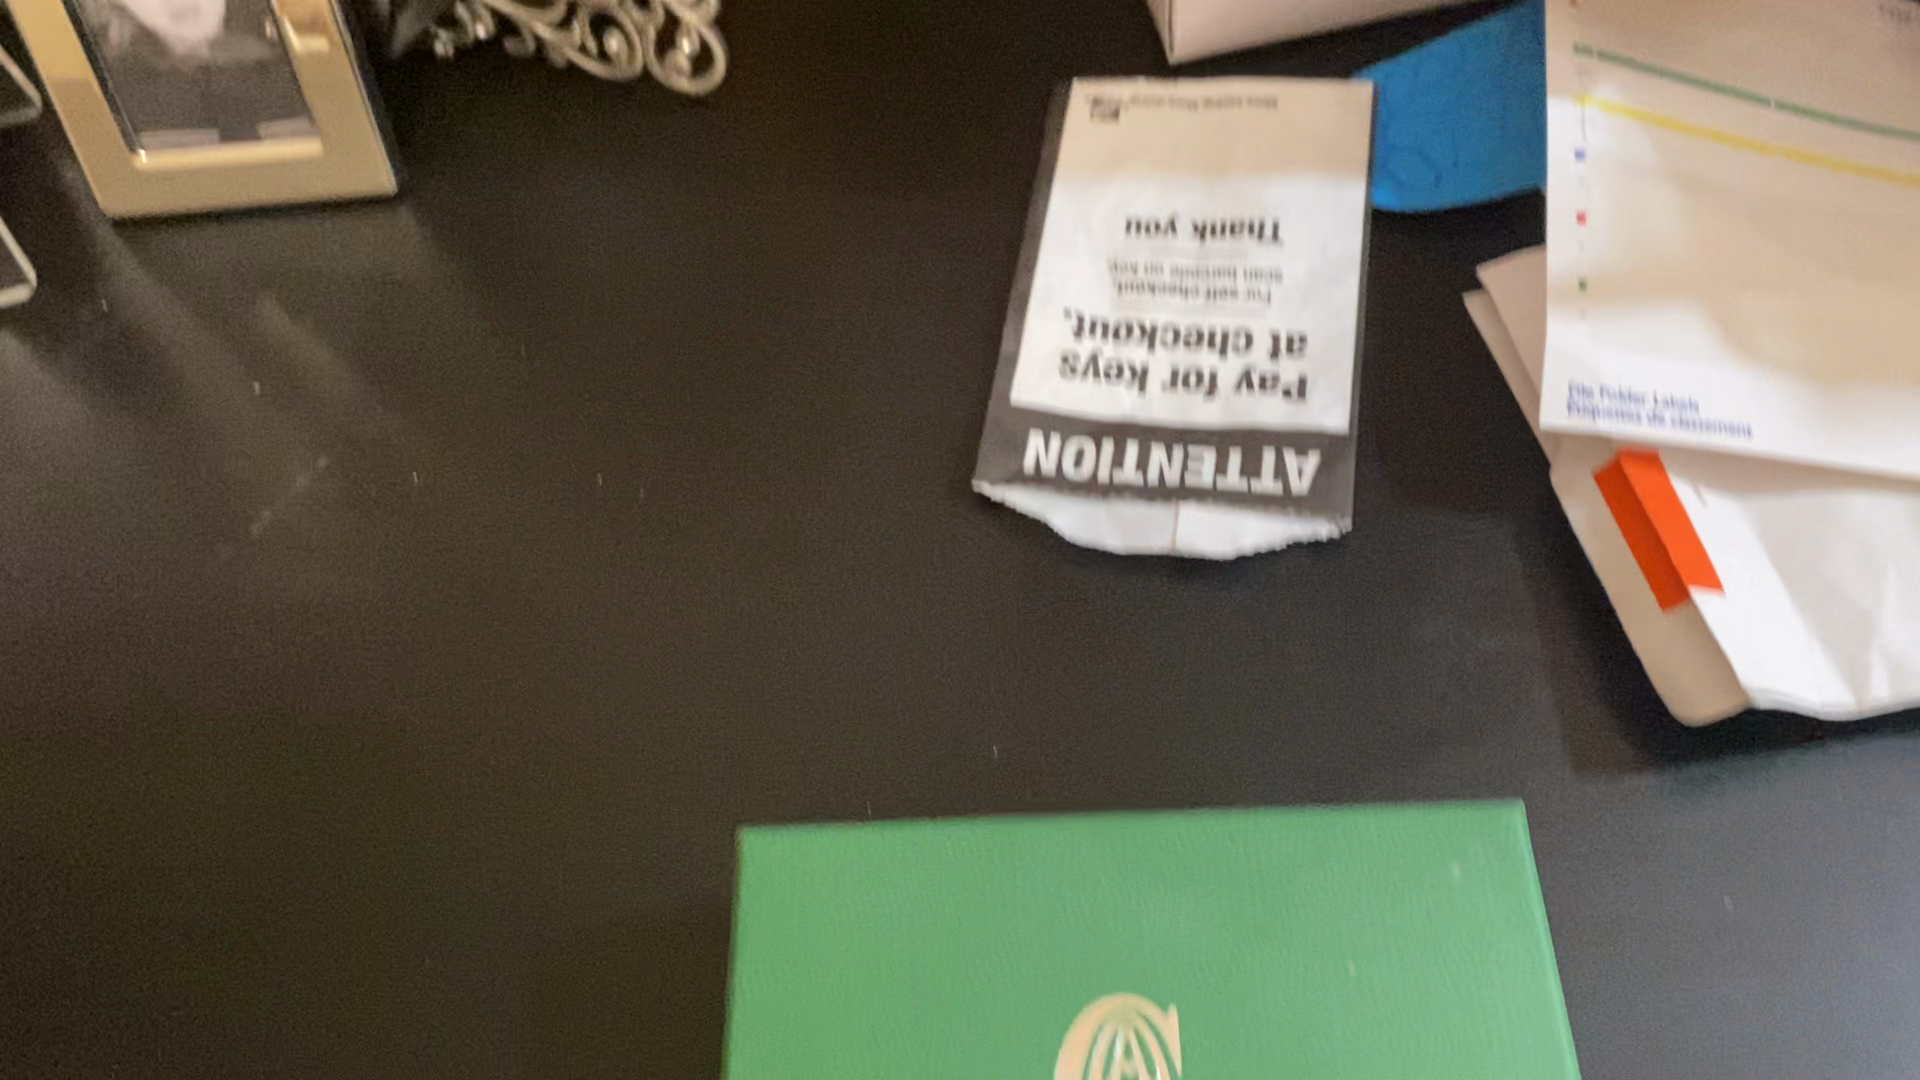 ATTENTION
Pay for keys
at checkout.
For self checkout
scan barcode on key.
Thank you
File Folder Labels
Étiquettes de classement